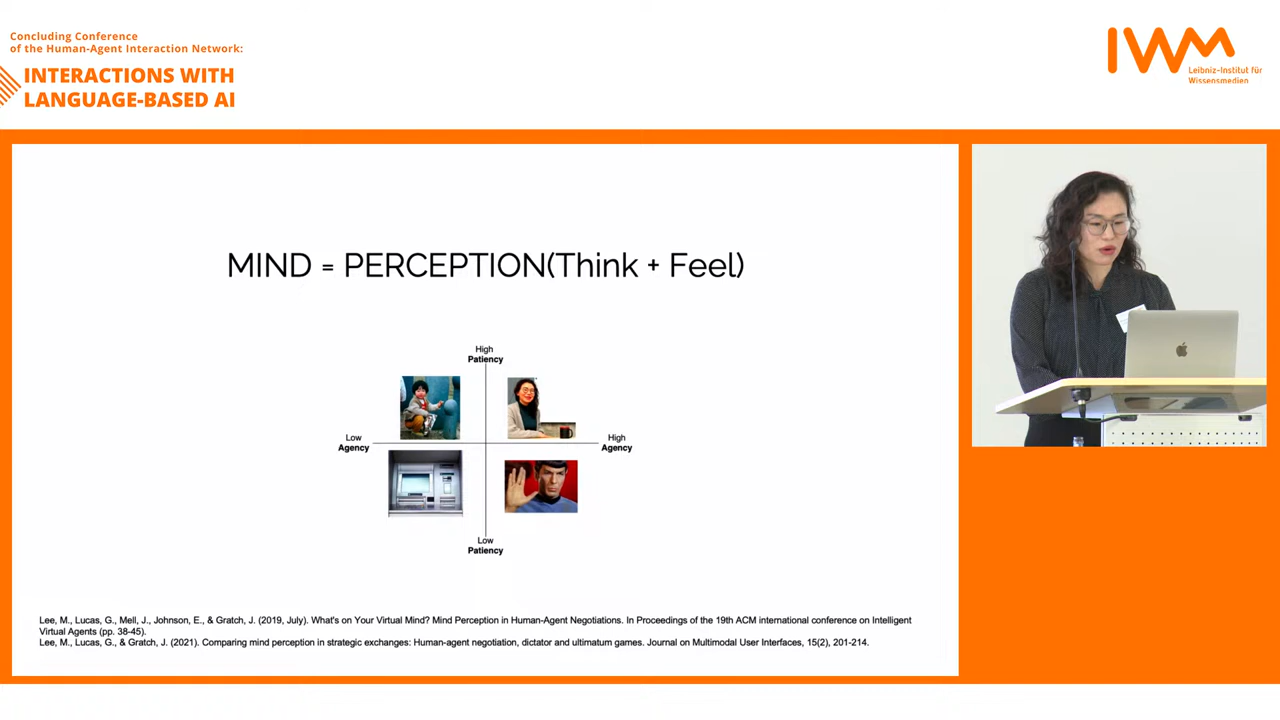 Concluding Conference
of the Human-Agent Interaction Network:
INTERACTIONS WITH
LANGUAGE-BASED AI
IWM
Leibniz-Institut für
Wissensmedien
MIND = PERCEPTION(Think + Feel)
High
Patiency
Low
Agency
High
Agency
Low
Patiency
Lee, M., Lucas, G., Mell, J., Johnson, E., & Gratch, J. (2019, July). What's on Your Virtual Mind? Mind Perception in Human-Agent Negotiations. In Proceedings of the 19th ACM international conference on Intelligent
Virtual Agents (pp. 38-45).
Lee, M., Lucas, G., & Gratch, J. (2021). Comparing mind perception in strategic exchanges: Human-agent negotiation, dictator and ultimatum games. Journal on Multimodal User Interfaces, 15(2), 201-214.